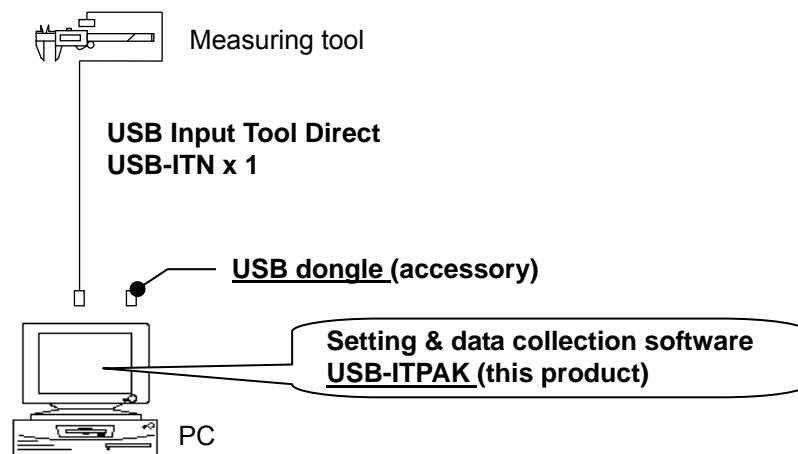 Measuring tool
USB Input Tool Direct
USB-ITN x 1
USB dongle (accessory)
Setting & data collection software
USB-ITPAK (this product)
PC